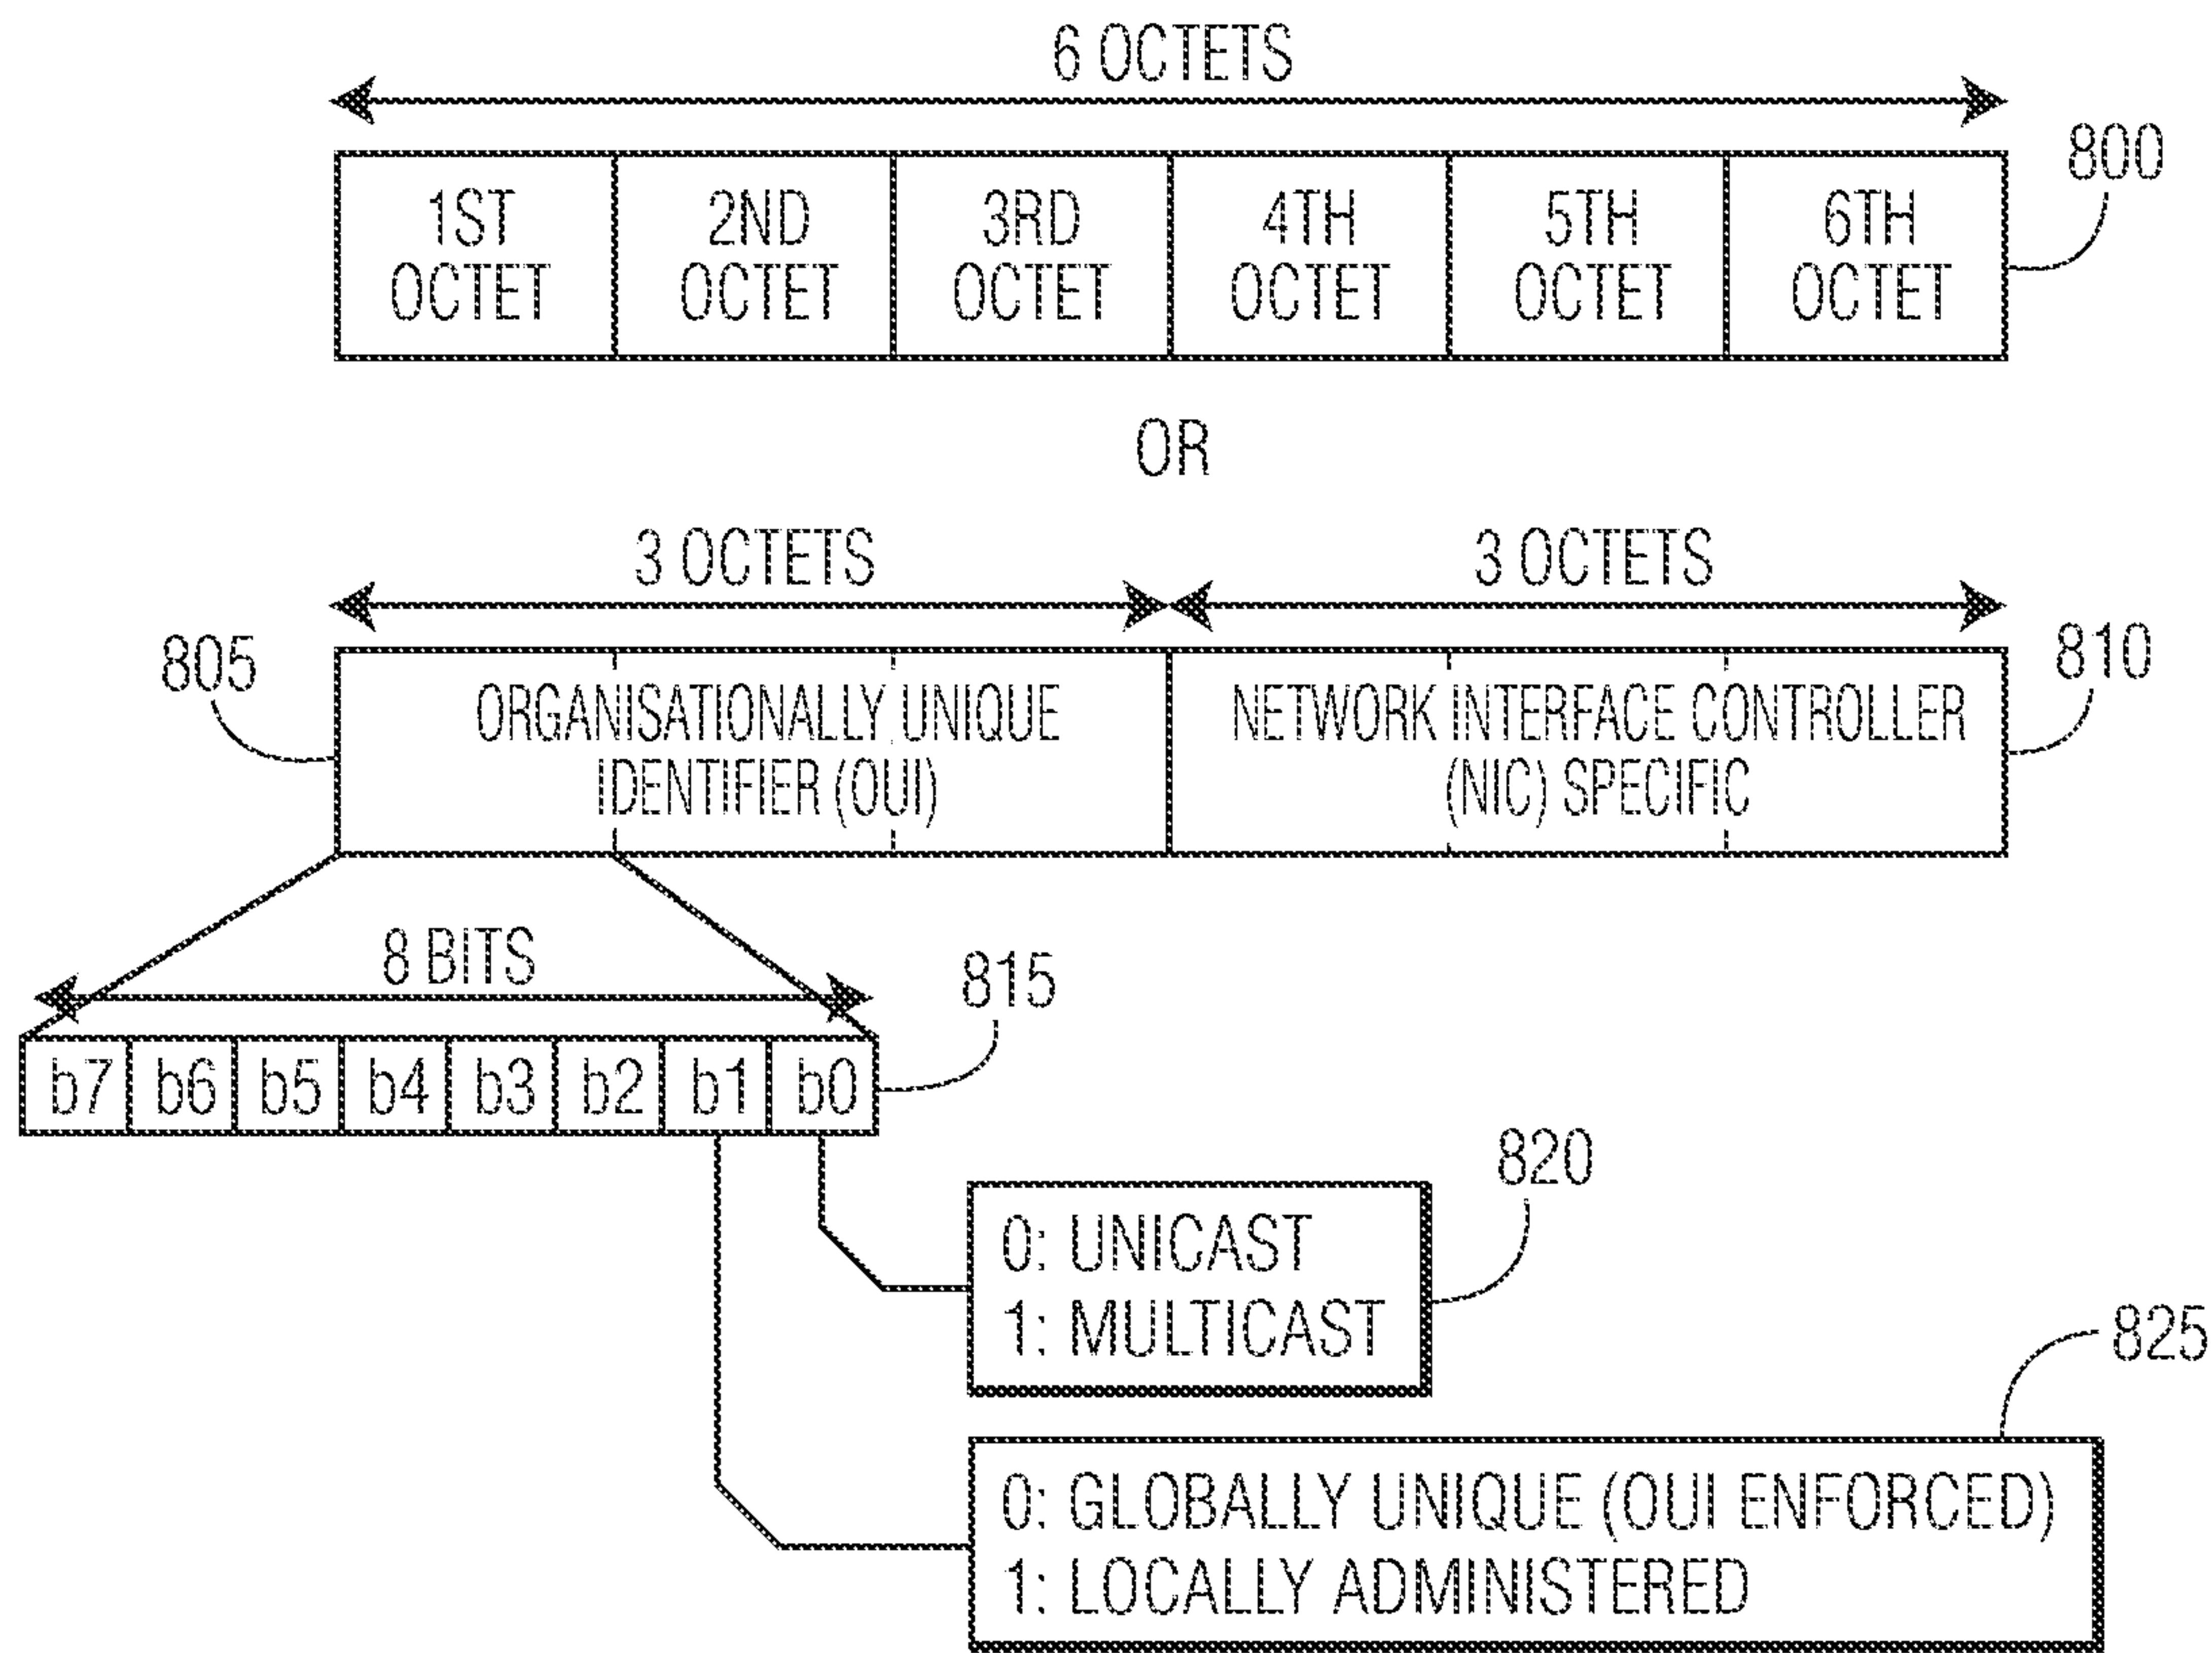 6 OCTETS
800
1ST OCTET
2ND OCTET
3RD OCTET
4TH OCTET
5TH OCTET
6TH OCTET
OR
3 OCTETS
3 OCTETS
805
810
ORGANISATIONALLY UNIQUE
IDENTIFIER (OUI)
NETWORK INTERFACE CONTROLLER
(NIC) SPECIFIC
8 BITS
815
b7 b6 b5 b4 b3 b2 b1 b0
820
0: UNICAST
1: MULTICAST
825
0: GLOBALLY UNIQUE (OUI ENFORCED)
1: LOCALLY ADMINISTERED